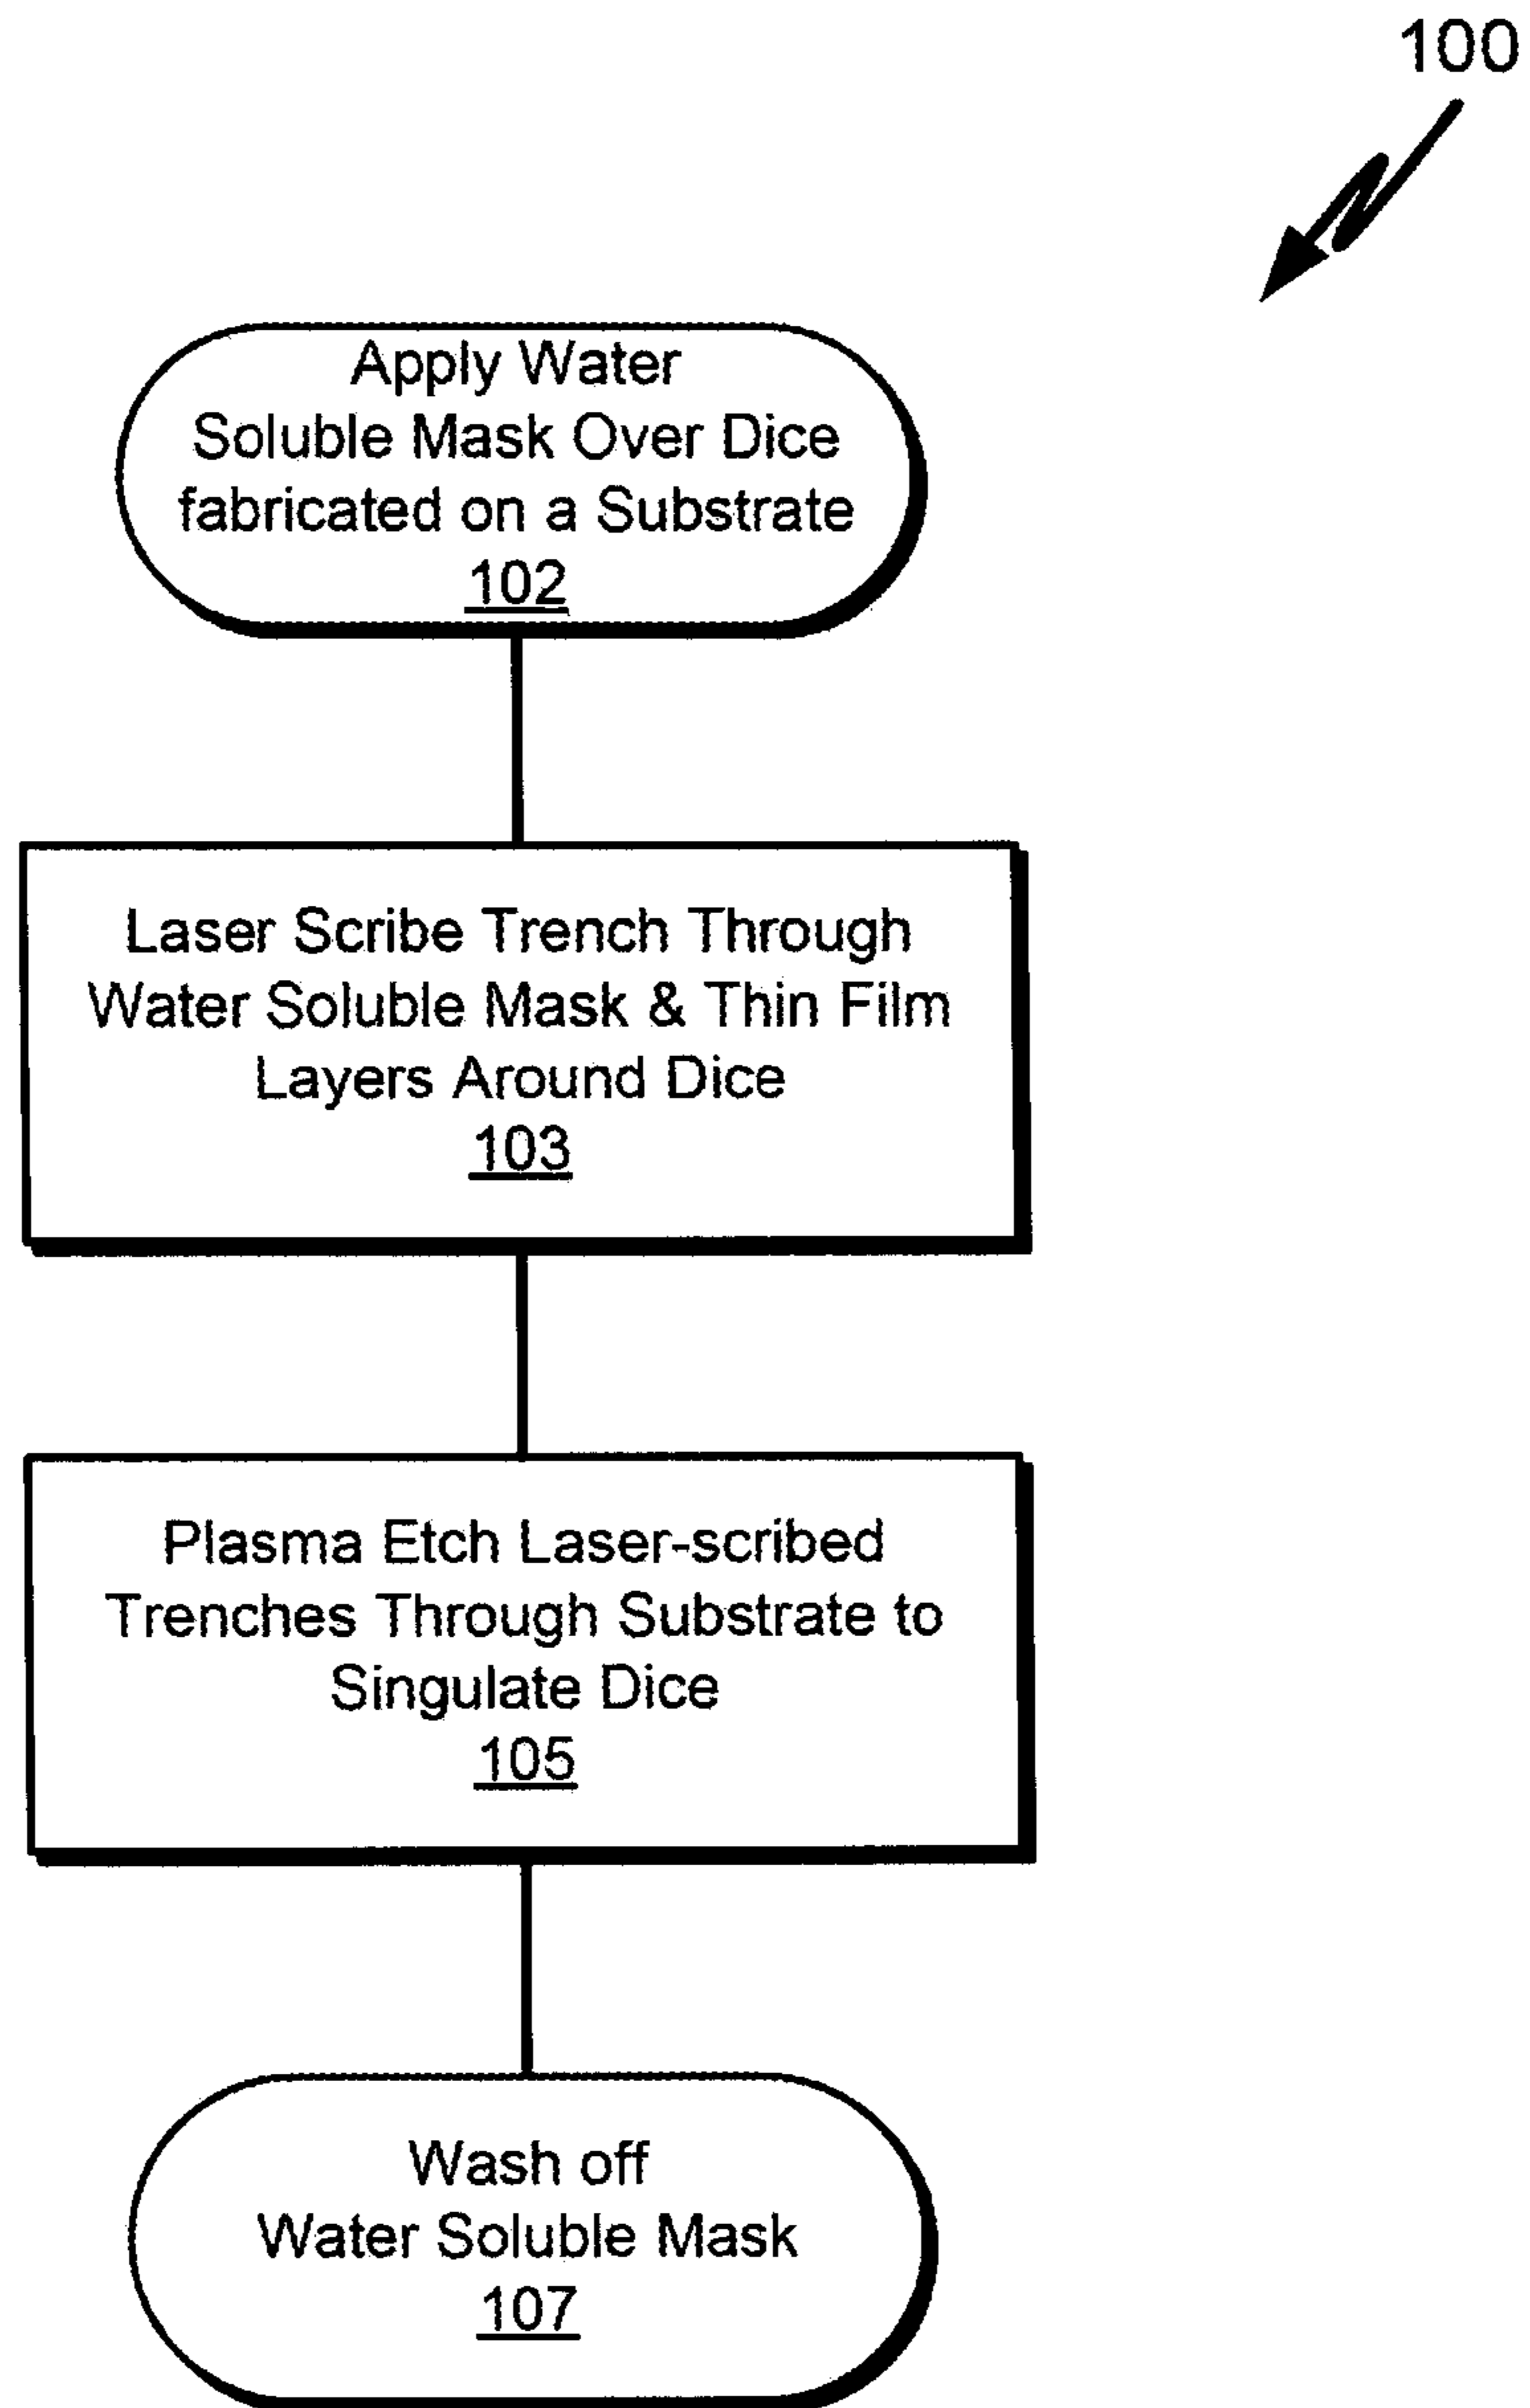 100
Apply Water
Soluble Mask Over Dice
fabricated on a Substrate
102
Laser Scribe Trench Through
Water Soluble Mask & Thin Film
Layers Around Dice
103
Plasma Etch Laser-scribed
Trenches Through Substrate to
Singulate Dice
105
Wash off
Water Soluble Mask
107